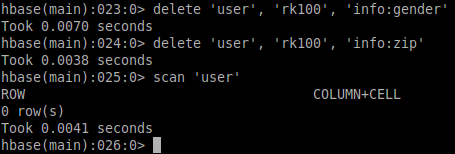 hbase(main):023:0> delete 'user', 'rk100', 'info:gender'
Took 0.0070 seconds
hbase(main):024:0> delete 'user', 'rk100', 'info:zip'
Took 0.0038 seconds
hbase(main):025:0> scan 'user'
ROW COLUMN+CELL
0 row(s)
Took 0.0041 seconds
hbase(main):026:0>